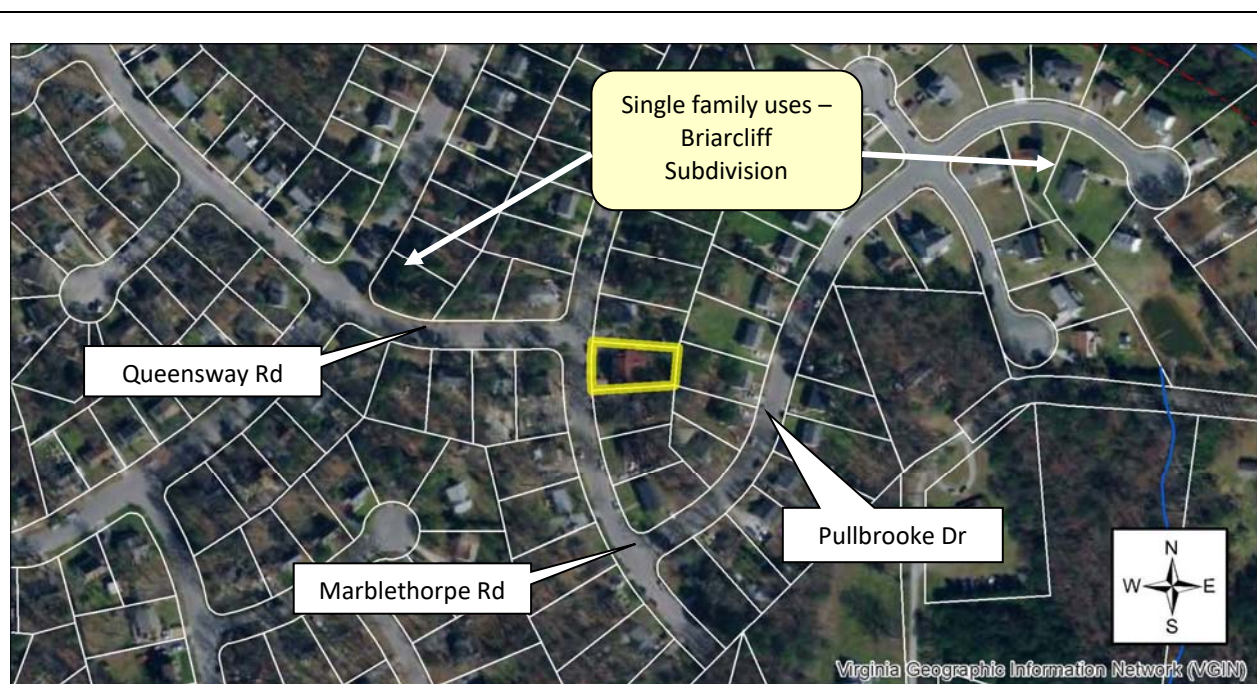 Single family uses –
Briarcliff
Subdivision
Queensway Rd
Pullbrooke Dr
Marblethorpe Rd
N
W E
S
Virginia Geographic Information Network (VGIN)